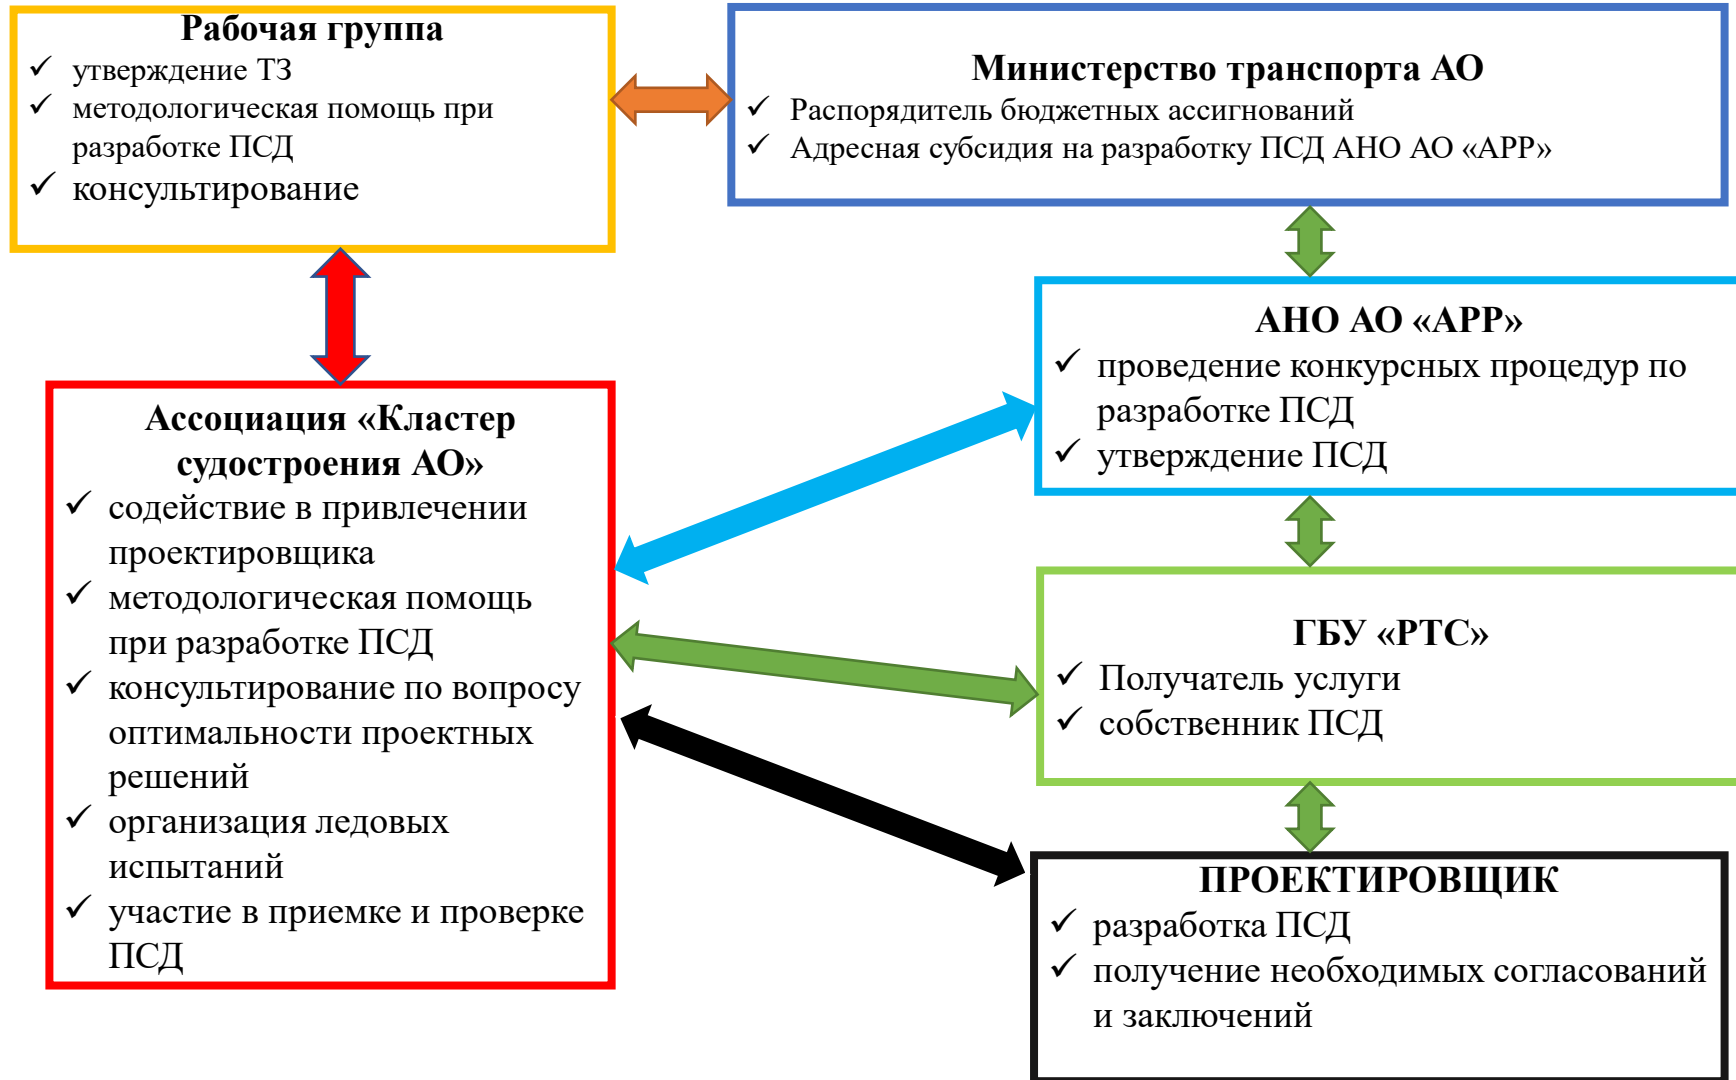 Рабочая группа
✓ утверждение ТЗ
✓ методологическая помощь при
разработке ПСД
✓ консультирование
Министерство транспорта АО
✓ Распорядитель бюджетных ассигнований
✓ Адресная субсидия на разработку ПСД АНО АО «АРР»
АНО АО «АРР»
✓ проведение конкурсных процедур по
разработке ПСД
✓ утверждение ПСД
Ассоциация «Кластер
судостроения АО»
✓ содействие в привлечении
проектировщика
✓ методологическая помощь
при разработке ПСД
✓ консультирование по вопросу
оптимальности проектных
решений
✓ организация ледовых
испытаний
✓ участие в приемке и проверке
ПСД
ГБУ «РТС»
✓ Получатель услуги
✓ собственник ПСД
ПРОЕКТИРОВЩИК
✓ разработка ПСД
✓ получение необходимых согласований
и заключений